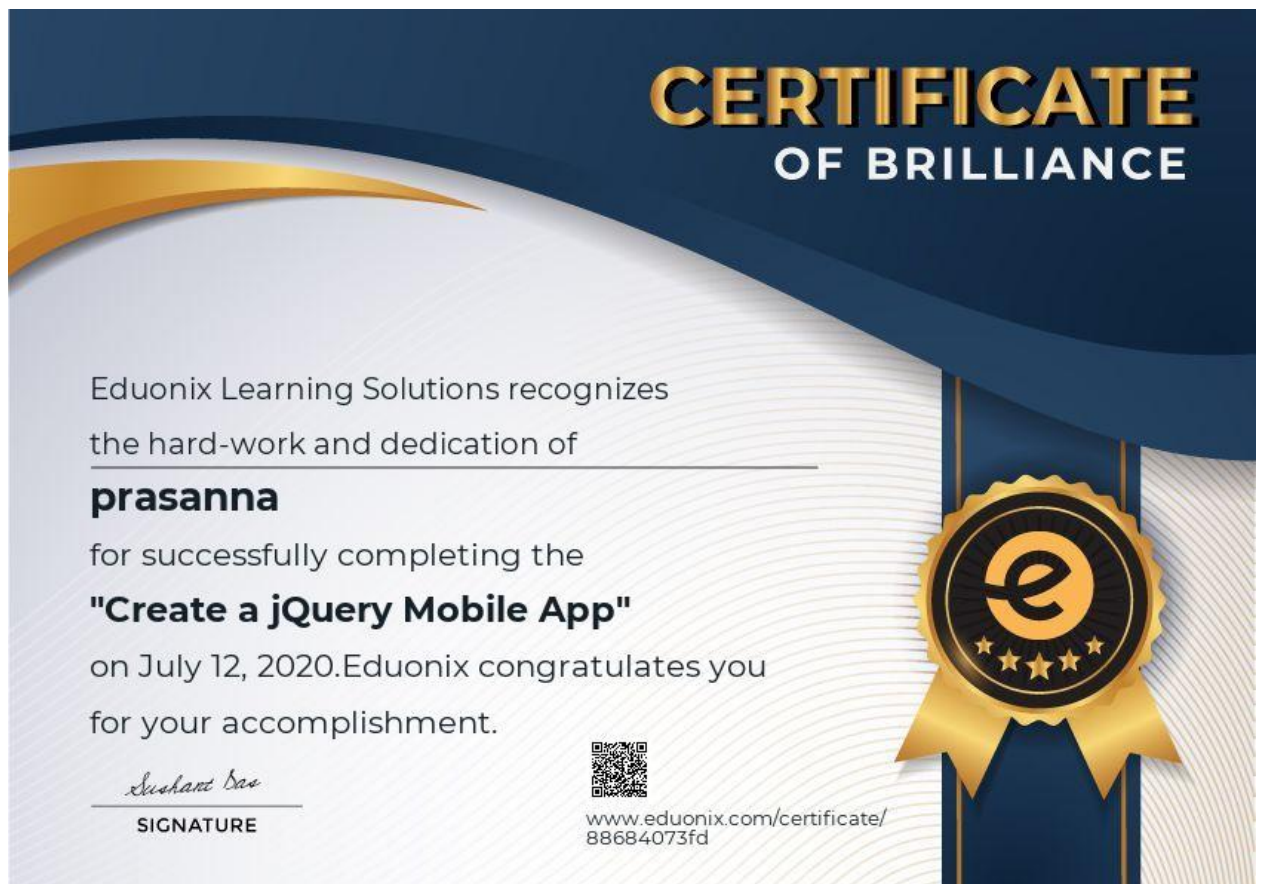 CERTIFICATE
OF BRILLIANCE
Eduonix Learning Solutions recognizes
the hard-work and dedication of
prasanna
for successfully completing the
"Create a jQuery Mobile App"
on July 12, 2020.Eduonix congratulates you
for your accomplishment.
Sushant Das
SIGNATURE
www.eduonix.com/certificate/
88684073fd